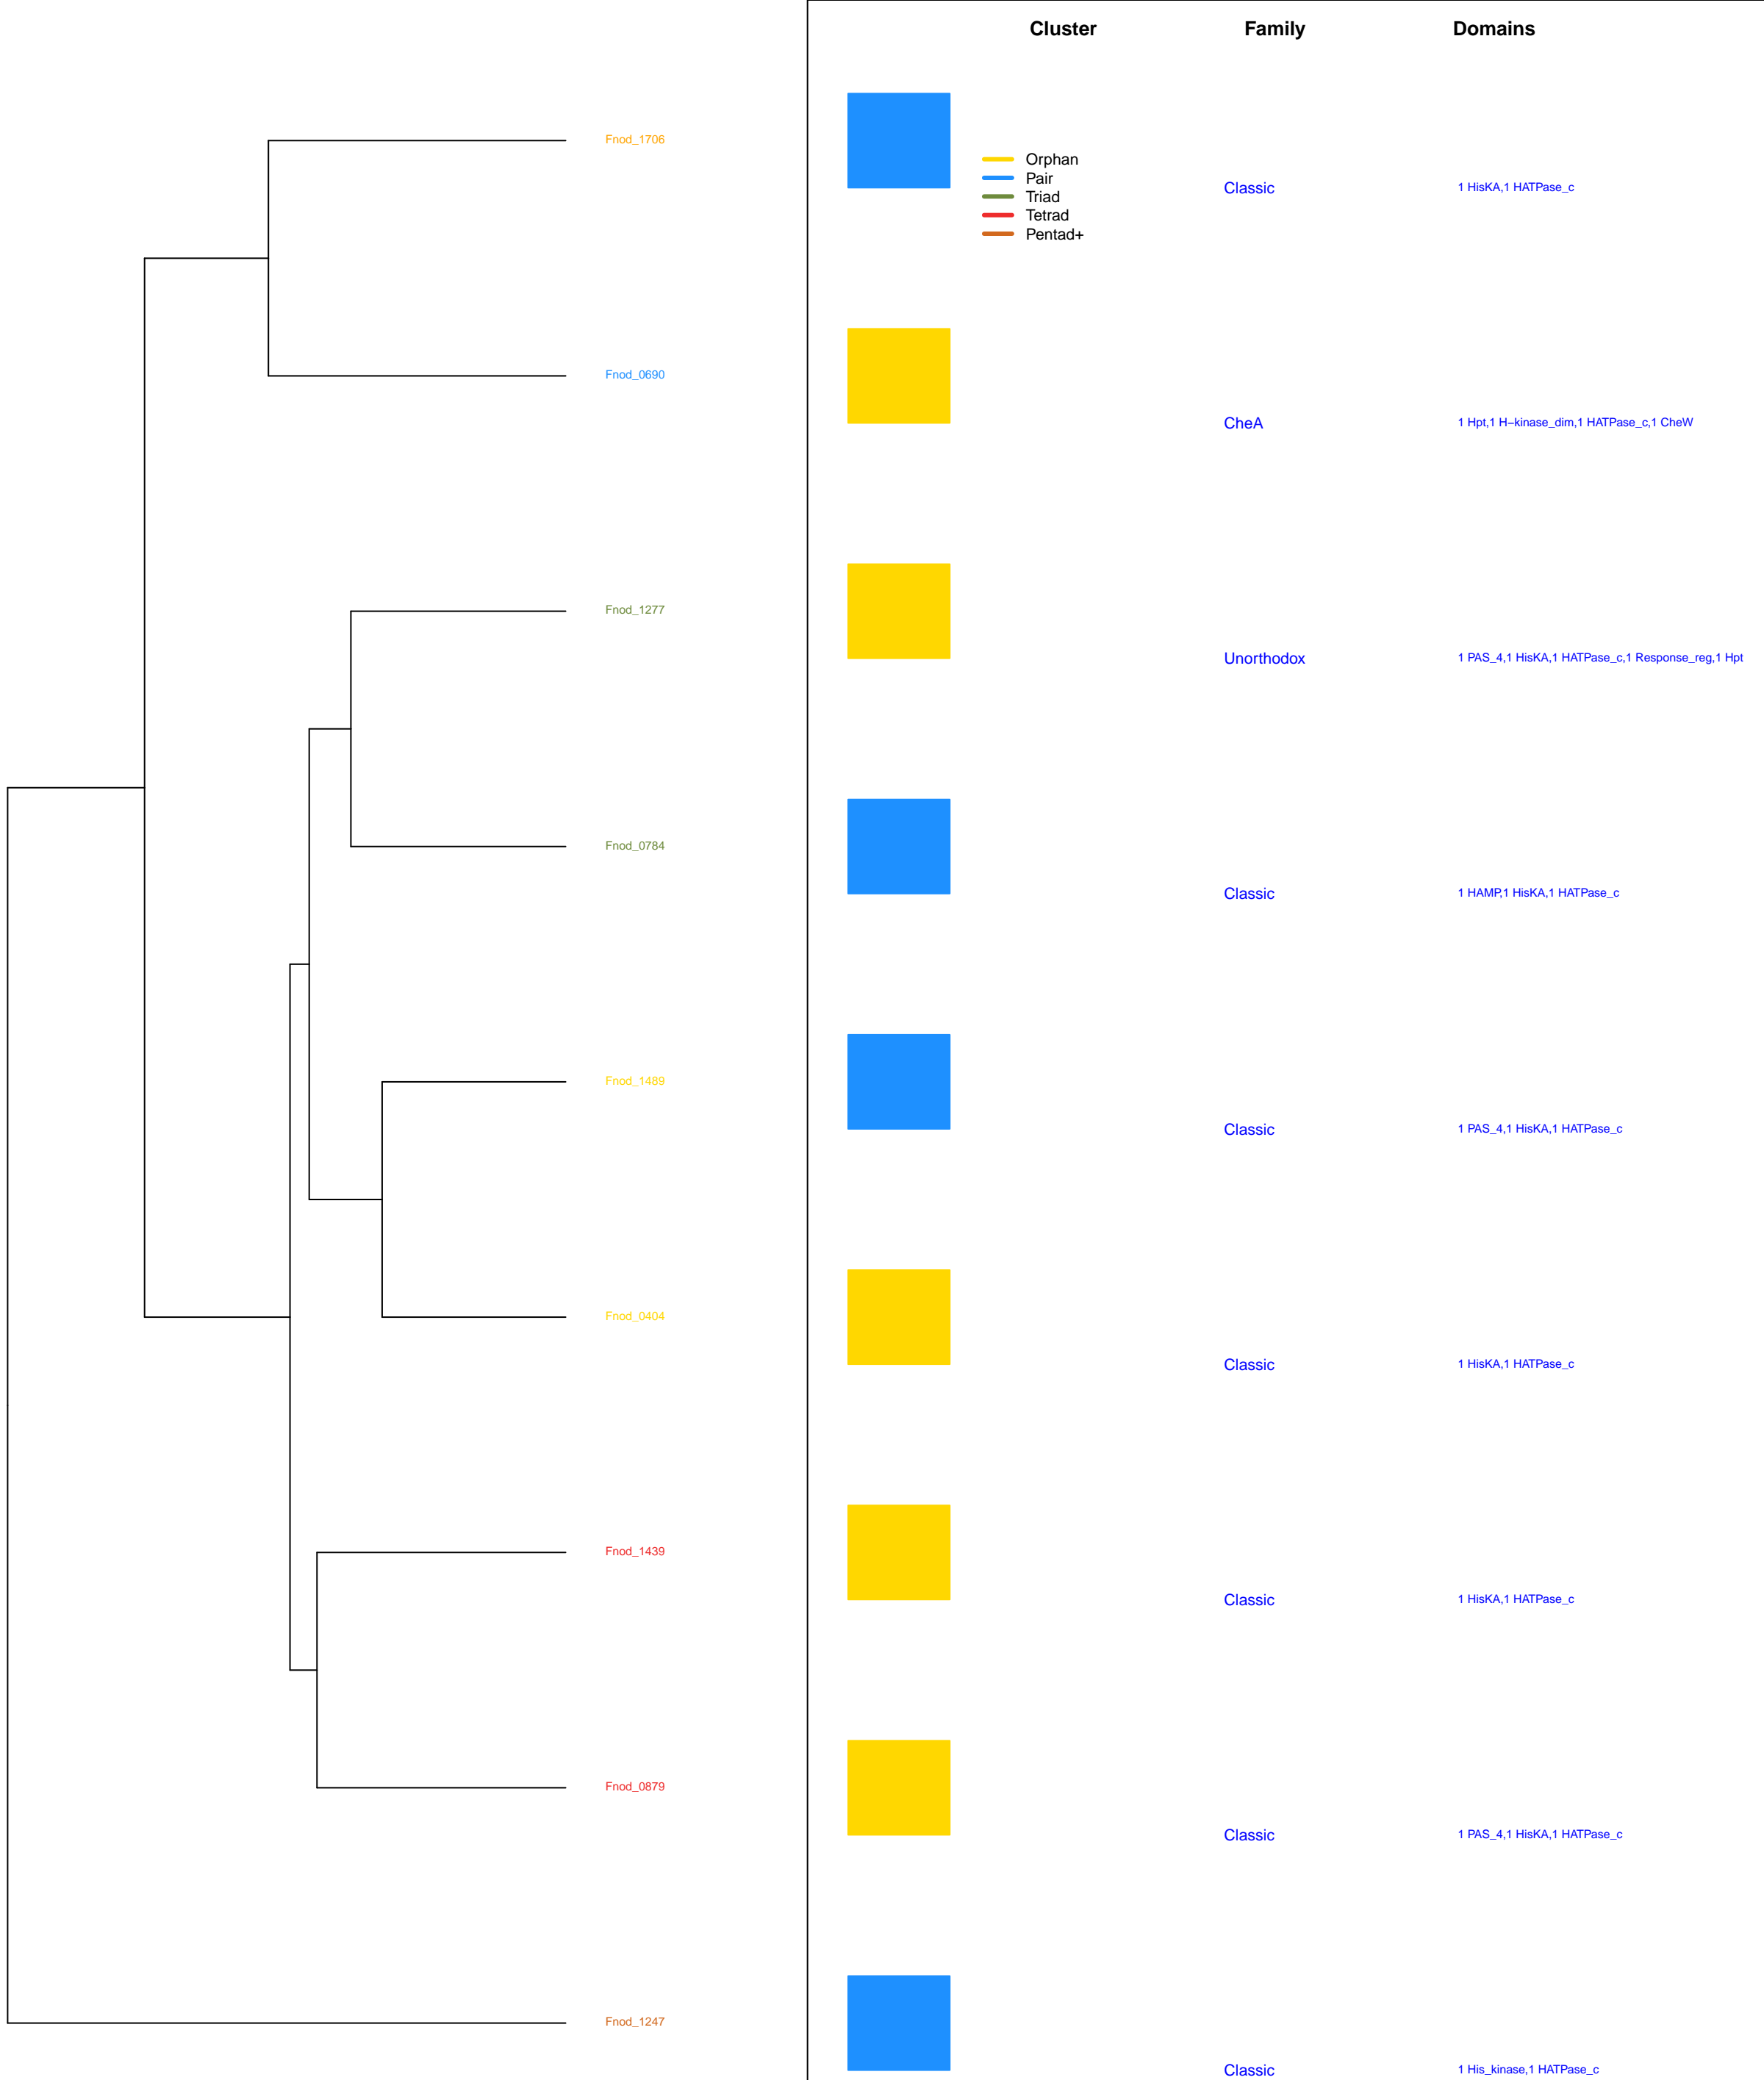 Cluster Family Domains
Fnod_1706
Orphan
Pair
Triad
Tetrad
Pentad+
Classic 1 HisKA,1 HATPase_c
Fnod_0690
CheA 1 Hpt,1 H−kinase_dim,1 HATPase_c,1 CheW
Fnod_1277
Unorthodox 1 PAS_4,1 HisKA,1 HATPase_c,1 Response_reg,1 Hpt
Fnod_0784
Classic 1 HAMP,1 HisKA,1 HATPase_c
Fnod_1489
Classic 1 PAS_4,1 HisKA,1 HATPase_c
Fnod_0404
Classic 1 HisKA,1 HATPase_c
Fnod_1439
Classic 1 HisKA,1 HATPase_c
Fnod_0879
Classic 1 PAS_4,1 HisKA,1 HATPase_c
Fnod_1247
Classic 1 His_kinase,1 HATPase_c